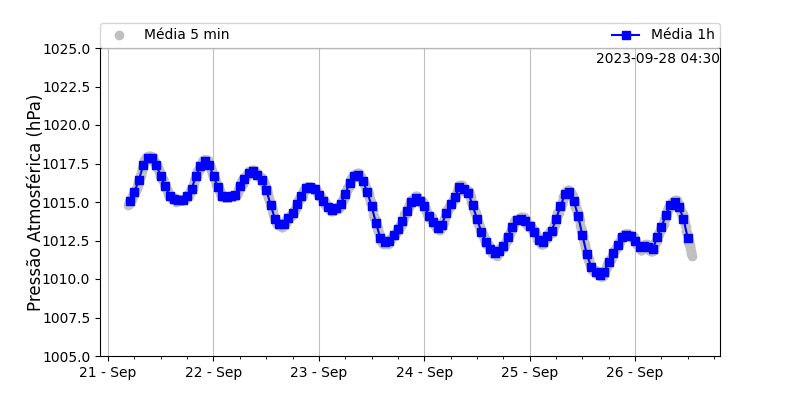 Média 5 min
Média 1h
2023-09-28 04:30
Pressão Atmosférica (hPa)
1025.0
1022.5
1020.0
1017.5
1015.0
1012.5
1010.0
1007.5
1005.0
21 - Sep
22 - Sep
23 - Sep
24 - Sep
25 - Sep
26 - Sep